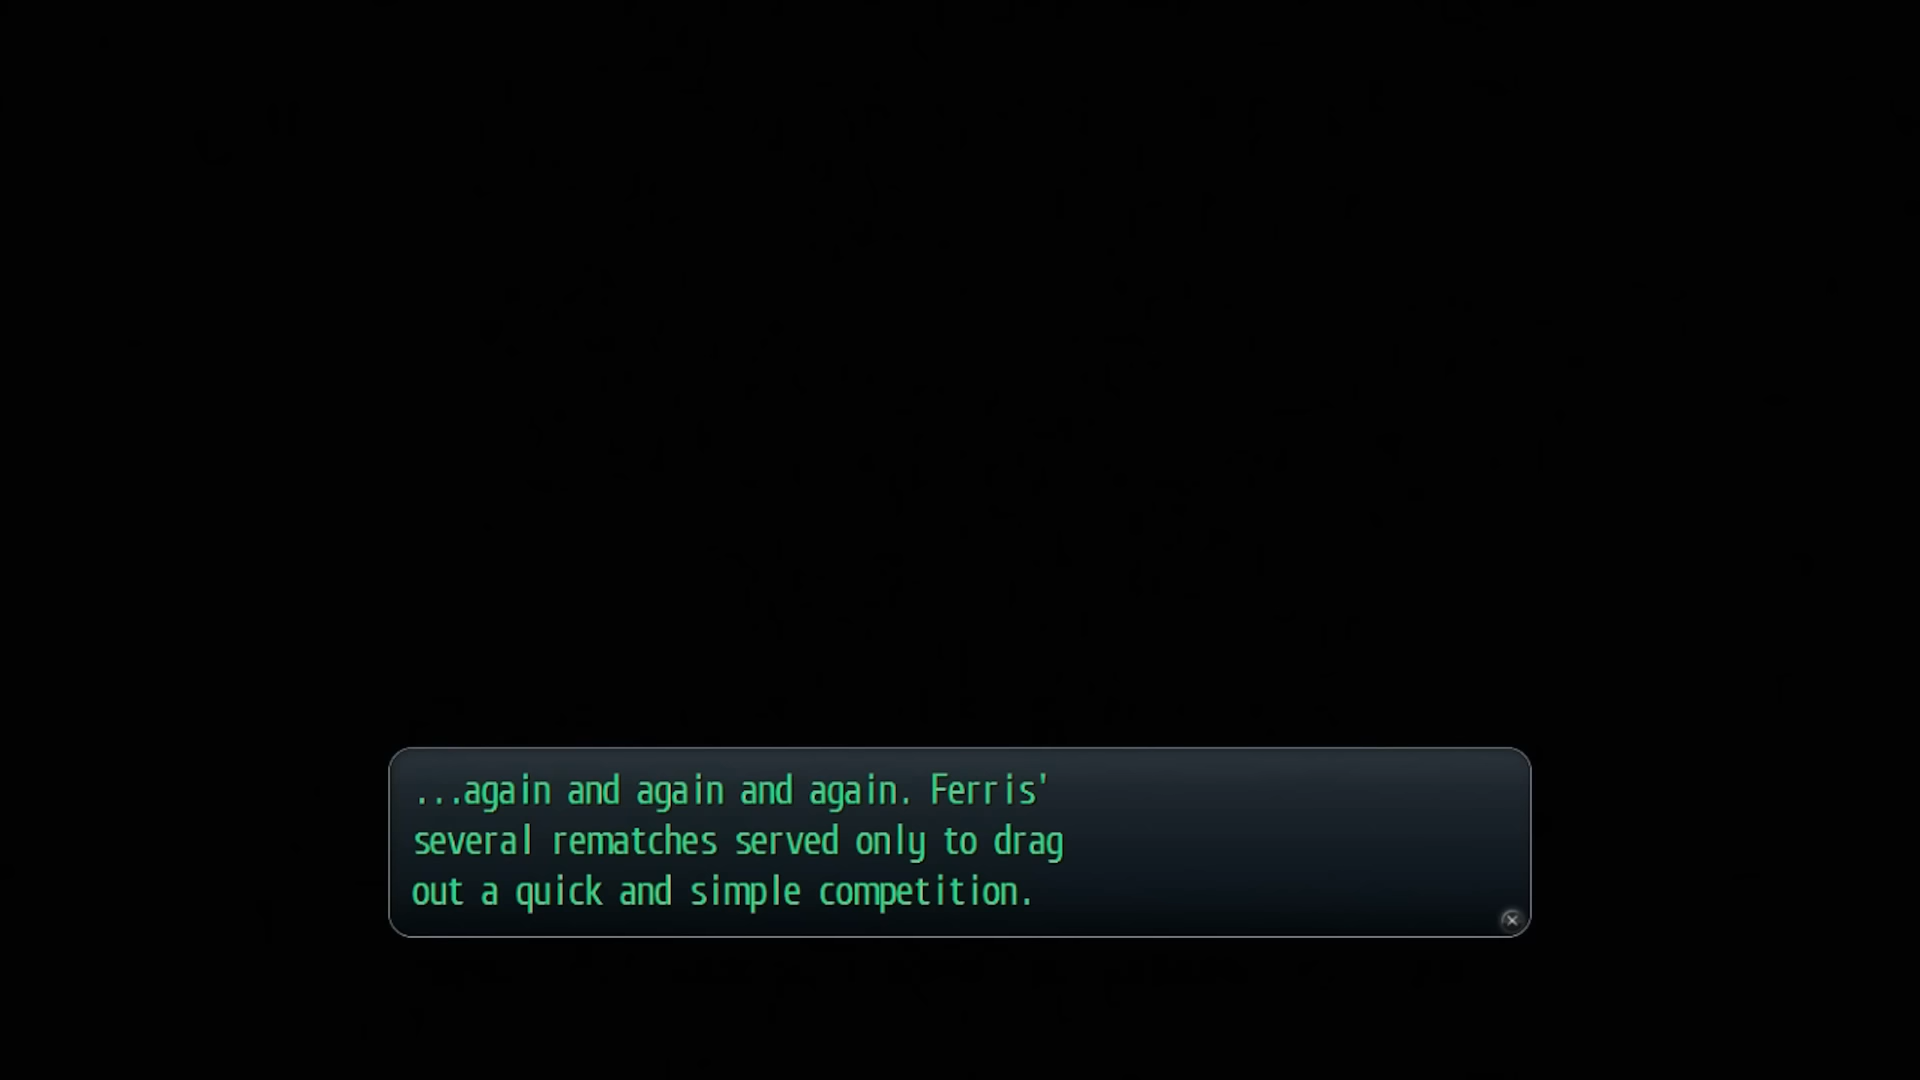 ...again and again and again. Ferris'
several rematches served only to drag
out a quick and simple competition.